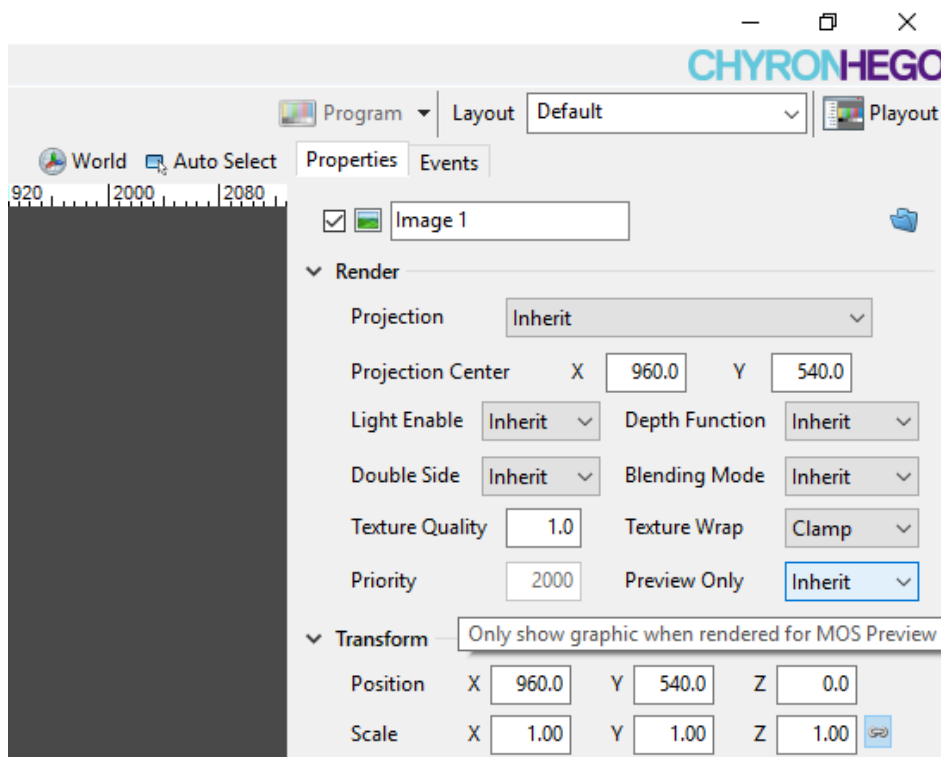 CHYRONHEGO
Program Layout Default Playout
World Auto Select Properties Events
920 2000 2080
Image 1
Render
Projection Inherit
Projection Center X 960.0 Y 540.0
Light Enable Inherit Depth Function Inherit
Double Side Inherit Blending Mode Inherit
Texture Quality 1.0 Texture Wrap Clamp
Priority 2000 Preview Only Inherit
Transform Only show graphic when rendered for MOS Preview
Position X 960.0 Y 540.0 Z 0.0
Scale X 1.00 Y 1.00 Z 1.00